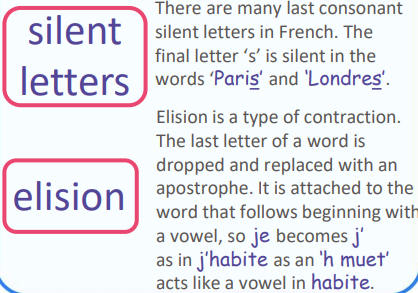 silent
letters
There are many last consonant
silent letters in French. The
final letter ‘s’ is silent in the
words ‘Paris’ and ‘Londres’.
elision
Elision is a type of contraction.
The last letter of a word is
dropped and replaced with an
apostrophe. It is attached to the
word that follows beginning with
a vowel, so je becomes j’
as in j’habite as an ‘h muet’
acts like a vowel in habite.